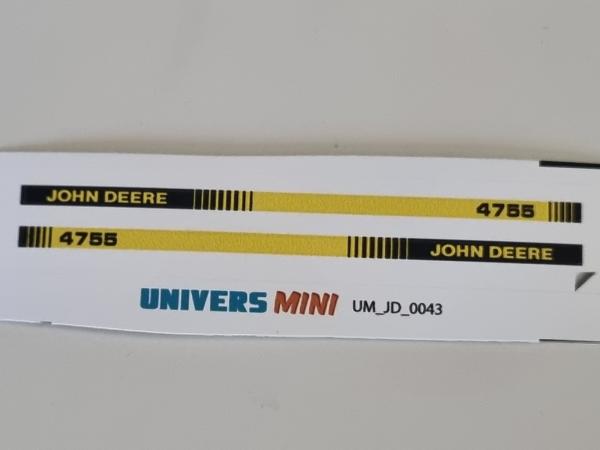 JOHN DEERE 4755
4755 JOHN DEERE
UNIVERS MINI UM_JD_0043